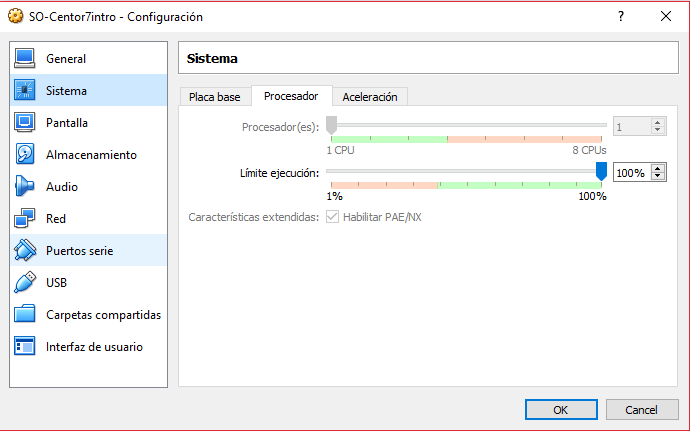 SO-Centor7intro - Configuración
?
General
Sistema
Pantalla
Almacenamiento
Audio
Red
Puertos serie
USB
Carpetas compartidas
Interfaz de usuario
Sistema
Placa base Procesador Aceleración
Procesador(es): 1
1 CPU 8 CPUs
Límite ejecución: 100%
1% 100%
Características extendidas: Habilitar PAE/NX
OK Cancel